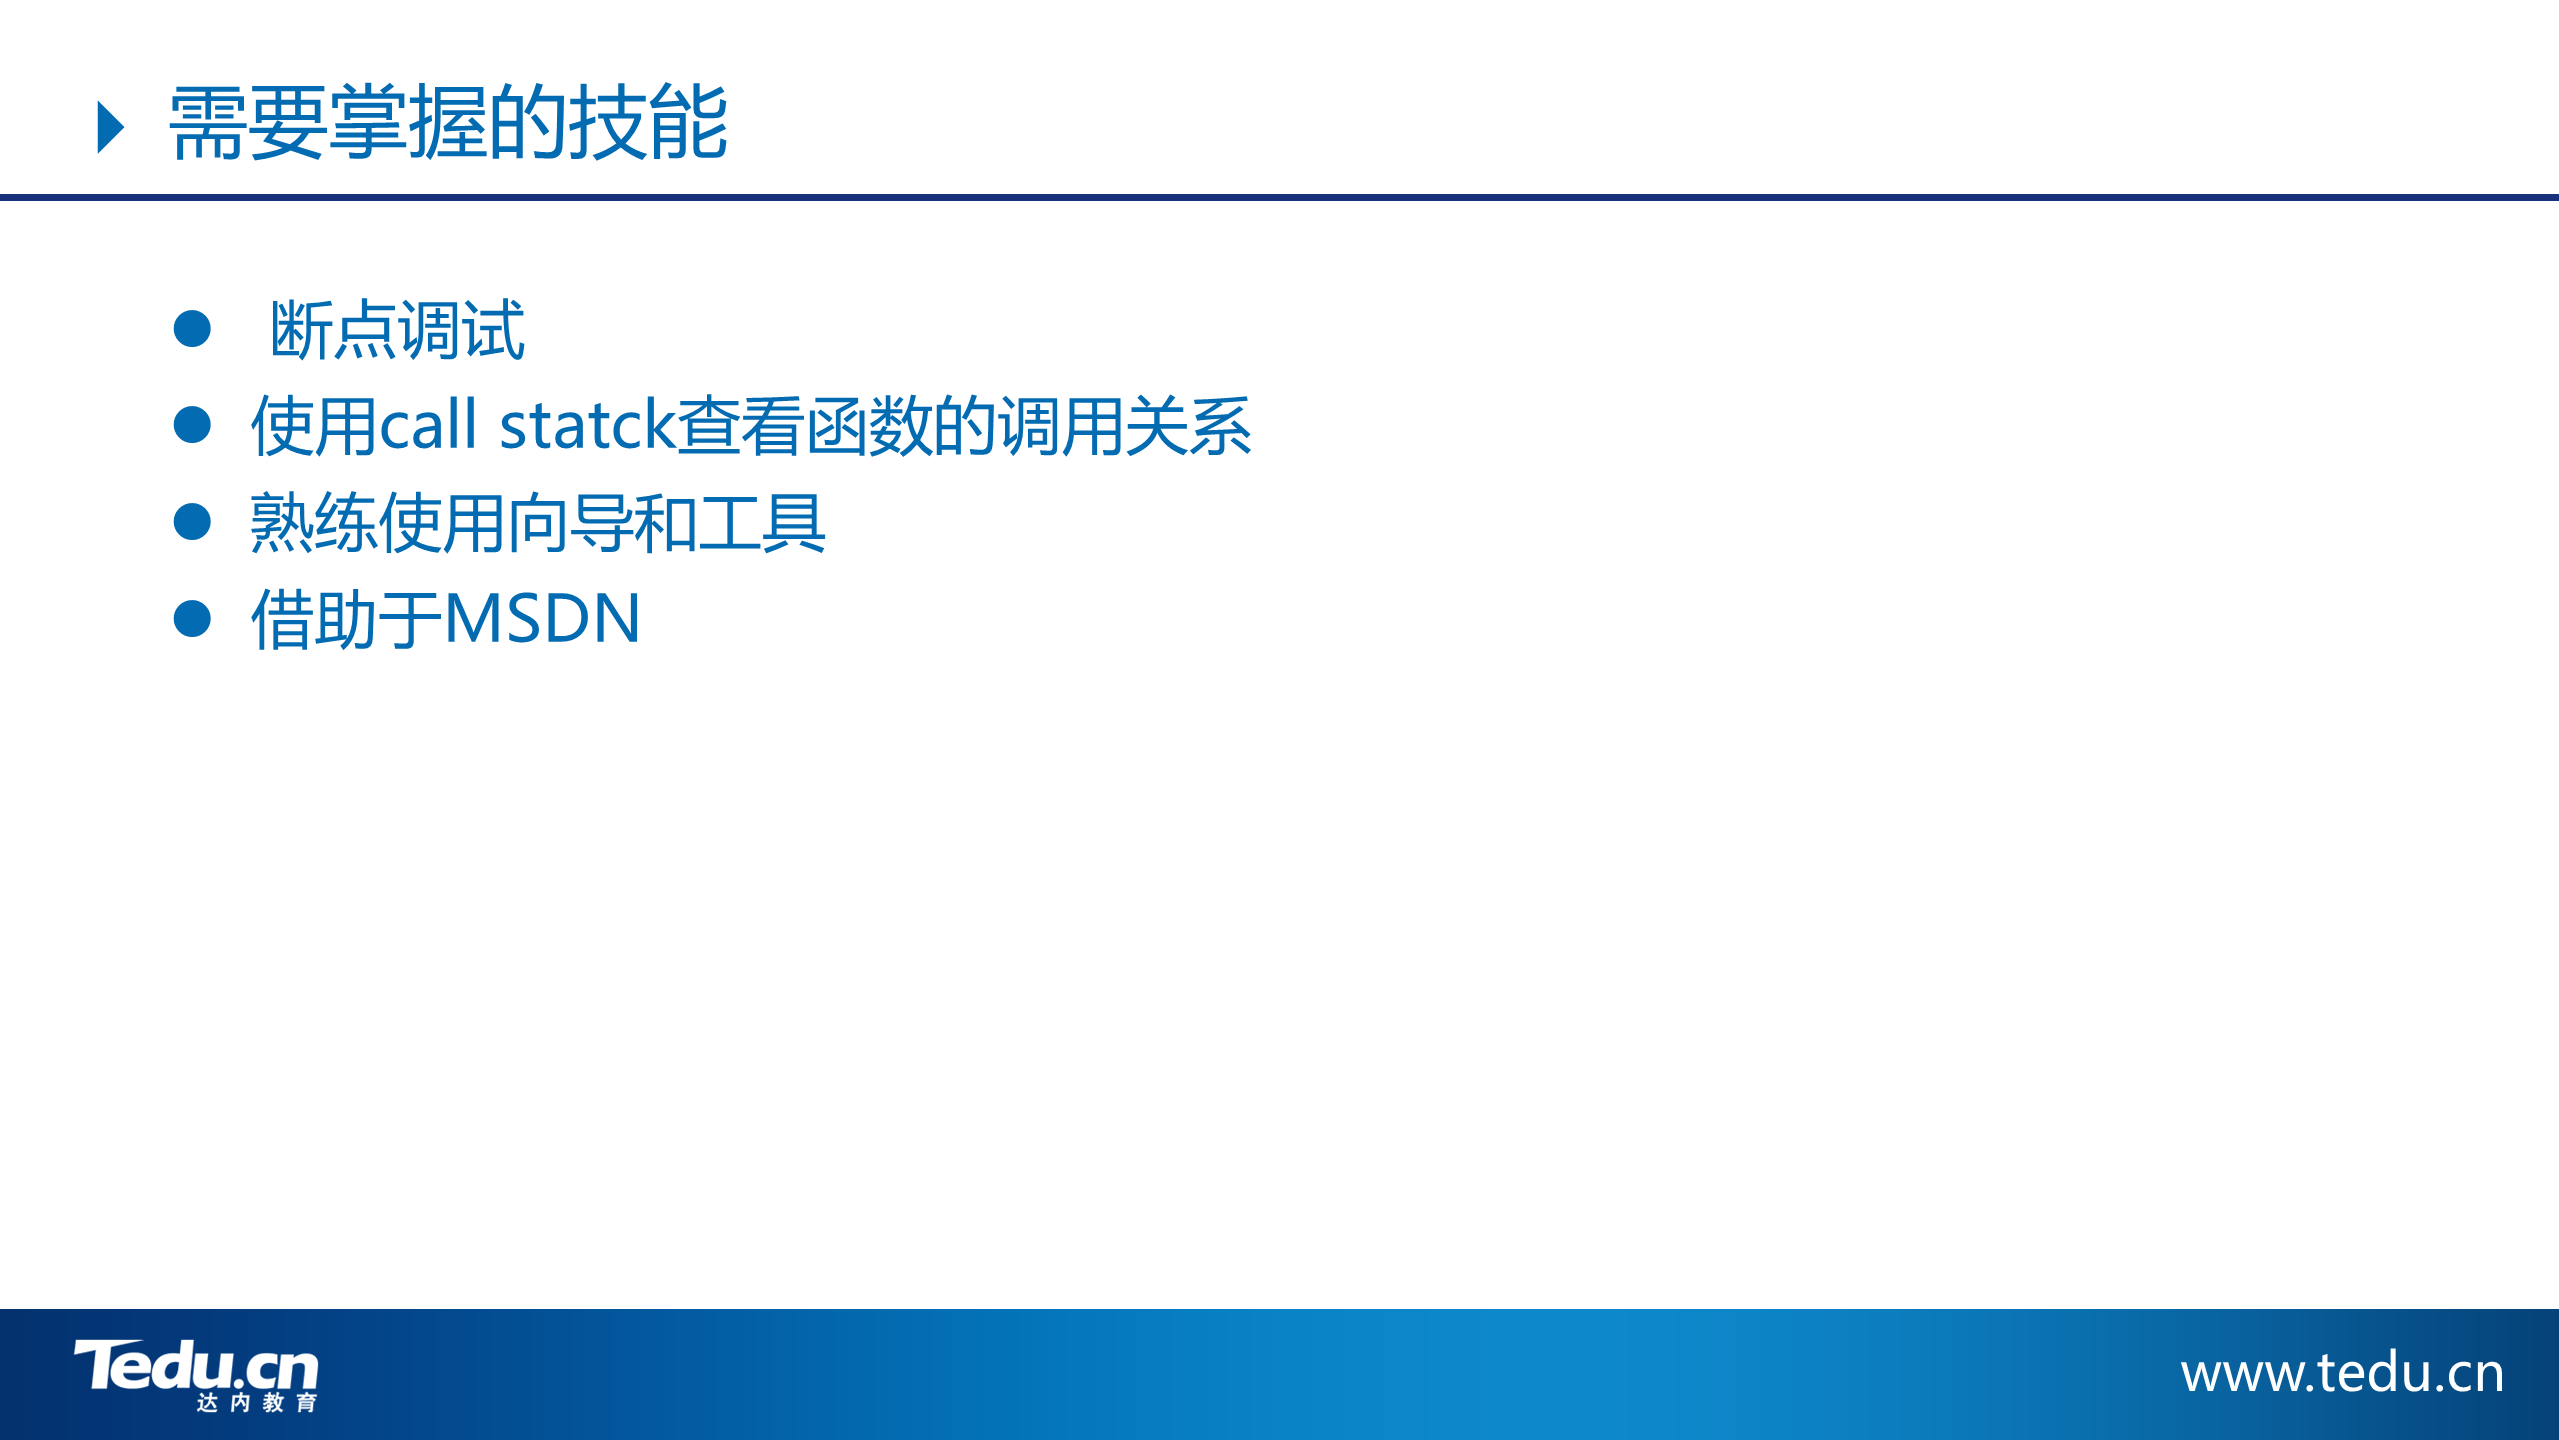 需要掌握的技能
断点调试
使用call statck查看函数的调用关系
熟练使用向导和工具
借助于MSDN
Tedu.cn
达内教育
www.tedu.cn